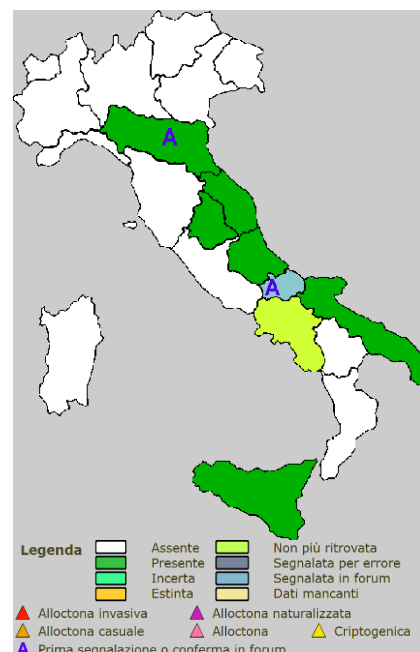 A
A
Legenda
Assente Non più ritrovata
Presente Segnalata per errore
Incerta Segnalata in forum
Estinta Dati mancanti
Alloctona invasiva Alloctona naturalizzata
Alloctona casuale Alloctona Criptogenica
A Prima segnalazione o conferma in forum